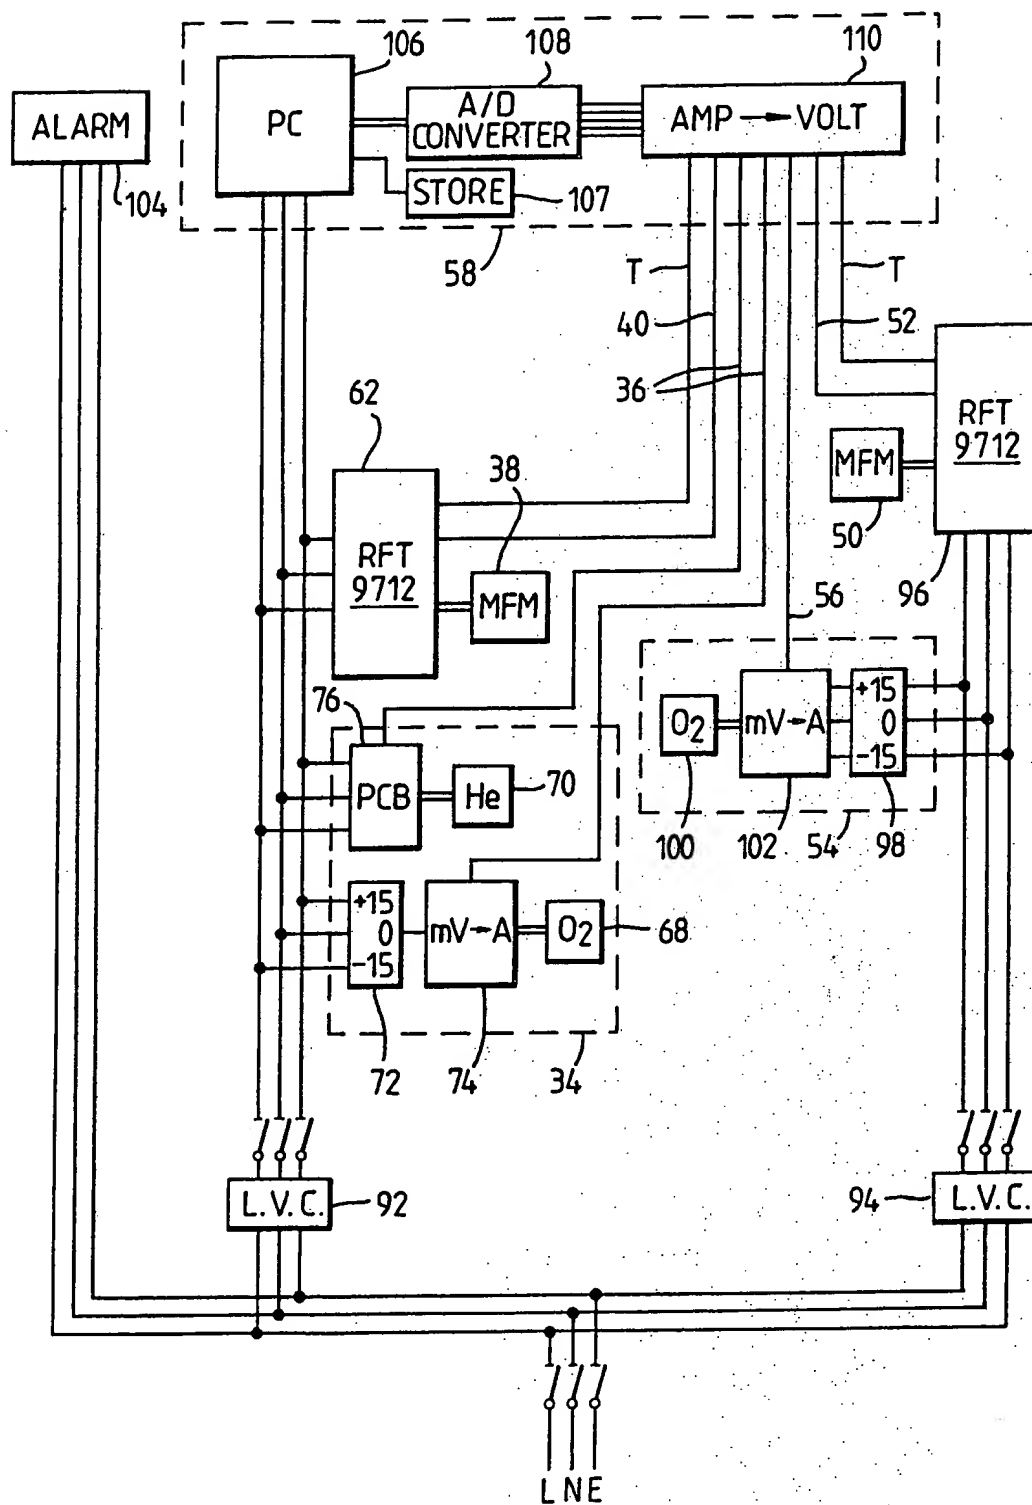 106
108
110
ALARM
PC
A/D
CONVERTER
AMP → VOLT
104
STORE
107
58
T
T
40
52
36
62
38
RFT
9712
MFM
50
96
RFT
9712
MFM
56
76
PCB
He
70
O2
mV→A
+15
0
-15
100
102
54
98
+15
0
-15
mV→A
O2
68
72
74
34
L.V.C.
92
94
L.V.C.
L N E